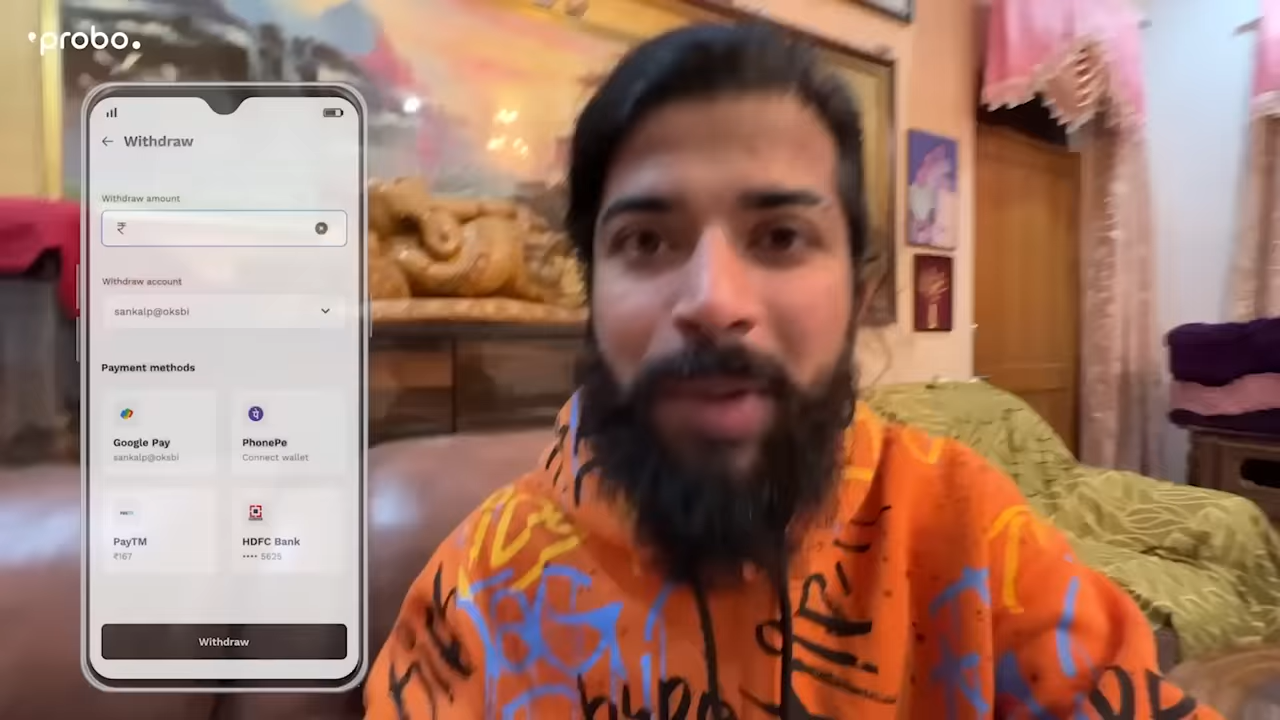 probo.
Withdraw
Withdraw amount
₹
Withdraw account
sankalp@oksbi
Payment methods
Google Pay
sankalp@oksbi
PhonePe
Connect wallet
PayTM
₹167
HDFC Bank
•••• 5625
Withdraw